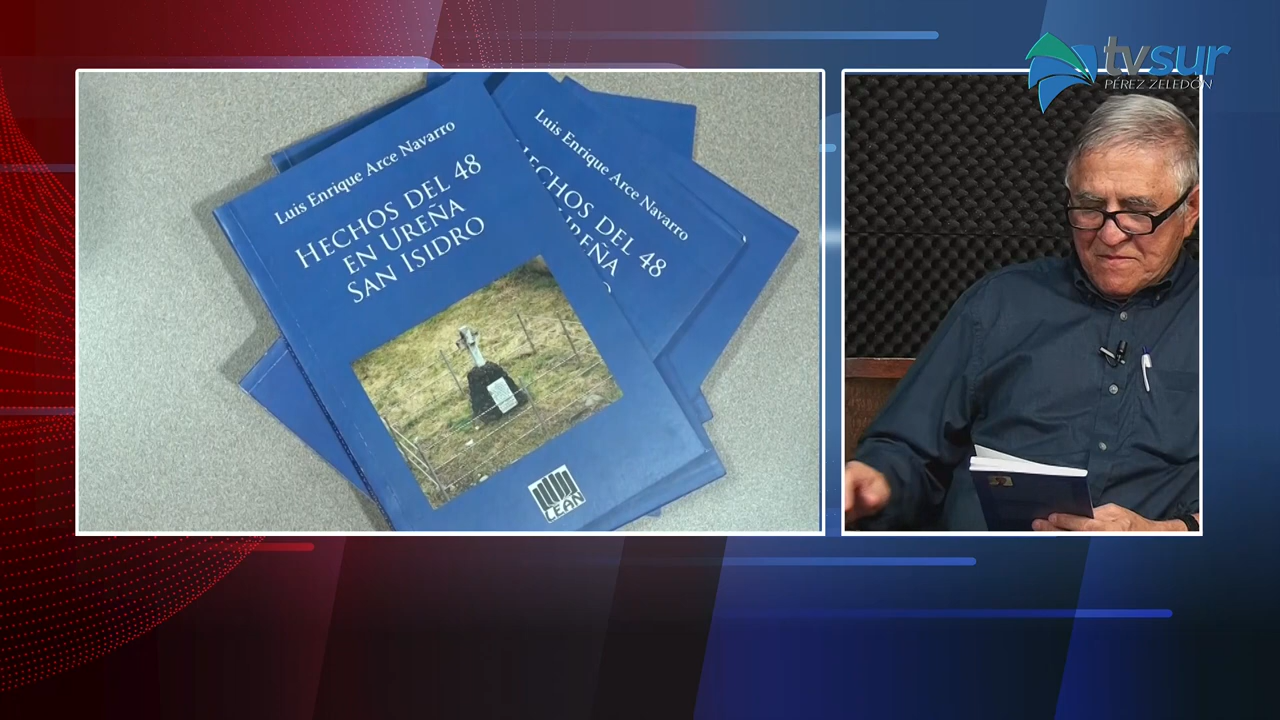 tvsur
PÉREZ ZELEDÓN
Luis Enrique Arce Navarro
HECHOS DEL 48
EN UREÑA
SAN ISIDRO
LEAN
Luis Enrique Arce Navarro
HECHOS DEL 48
UREÑA